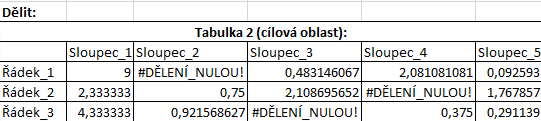 Dělit:
Tabulka 2 (cílová oblast):
Sloupec_1 Sloupec_2 Sloupec_3 Sloupec_4 Sloupec_5
Řádek_1 9 #DĚLENÍ_NULOU! 0,483146067 2,081081081 0,092593
Řádek_2 2,333333 0,75 2,108695652 #DĚLENÍ_NULOU! 1,767857
Řádek_3 4,333333 0,921568627 #DĚLENÍ_NULOU! 0,375 0,291139